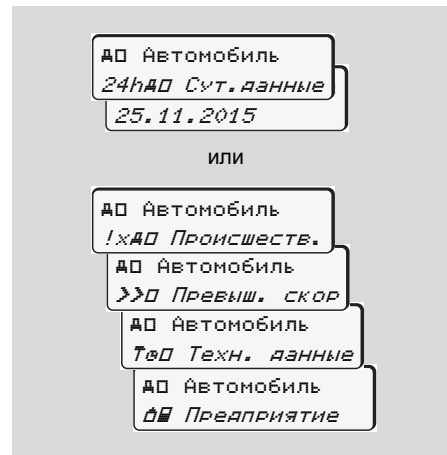 Автомобиль
24h Сут.данные
25.11.2015
или
Автомобиль
!x Происшеств.
Автомобиль
>> Превыш. скор
Автомобиль
T Техн. данные
Автомобиль
Предприятие